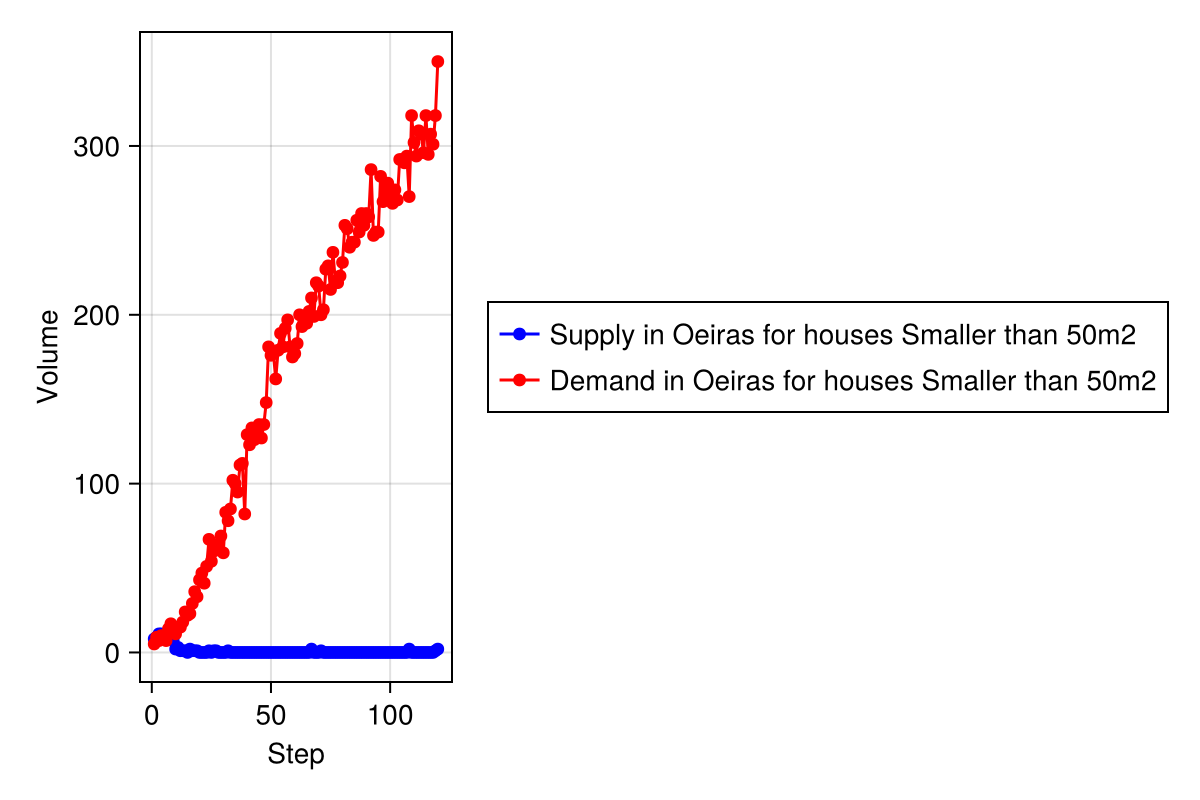 Volume
300
200
100
0
0 50 100
Step
Supply in Oeiras for houses Smaller than 50m2
Demand in Oeiras for houses Smaller than 50m2